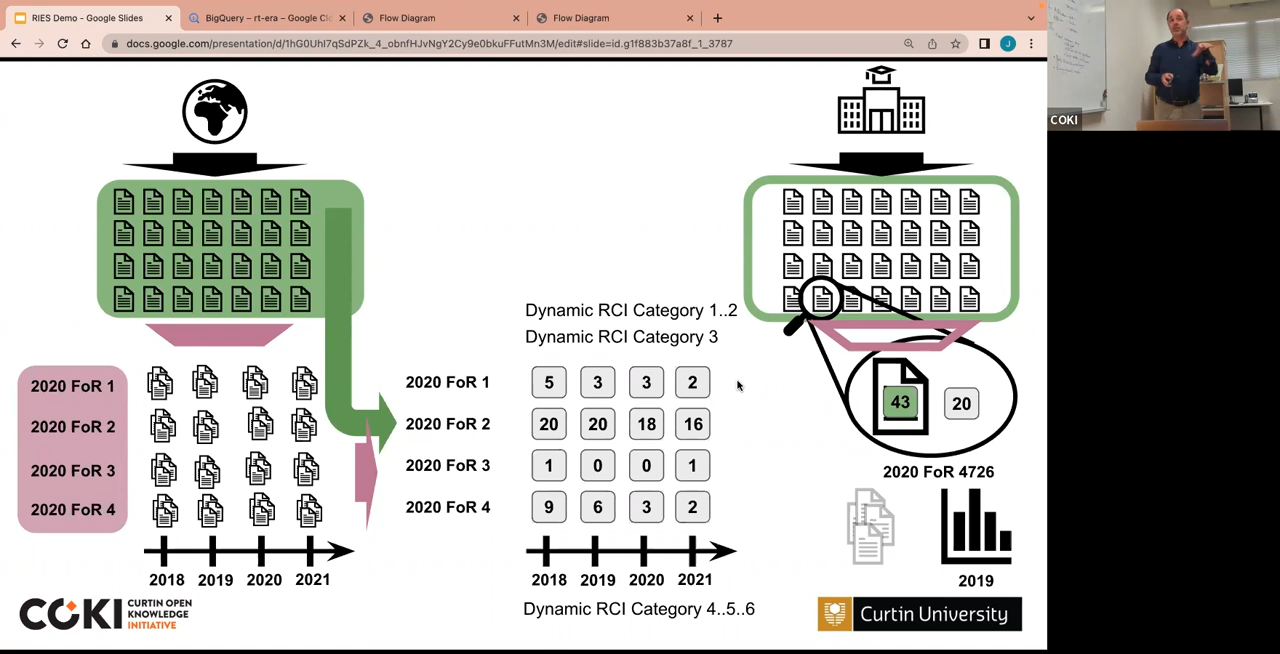 RIES Demo - Google Slides
BigQuery – rt-era – Google Clo
Flow Diagram
Flow Diagram
docs.google.com/presentation/d/1hG0UhI7qSdPZk_4_obnfHJvNgY2Cy9e0bkuFFutMn3M/edit#slide=id.g1f883b37a8f_1_3787
J
COKI
Dynamic RCI Category 1..2
Dynamic RCI Category 3
2020 FoR 1
2020 FoR 2
2020 FoR 3
2020 FoR 4
2018 2019 2020 2021
2020 FoR 1 5 3 3 2
2020 FoR 2 20 20 18 16
2020 FoR 3 1 0 0 1
2020 FoR 4 9 6 3 2
2018 2019 2020 2021
Dynamic RCI Category 4..5..6
43 20
2020 FoR 4726
2019
COKI CURTIN OPEN
KNOWLEDGE
INITIATIVE
Curtin University